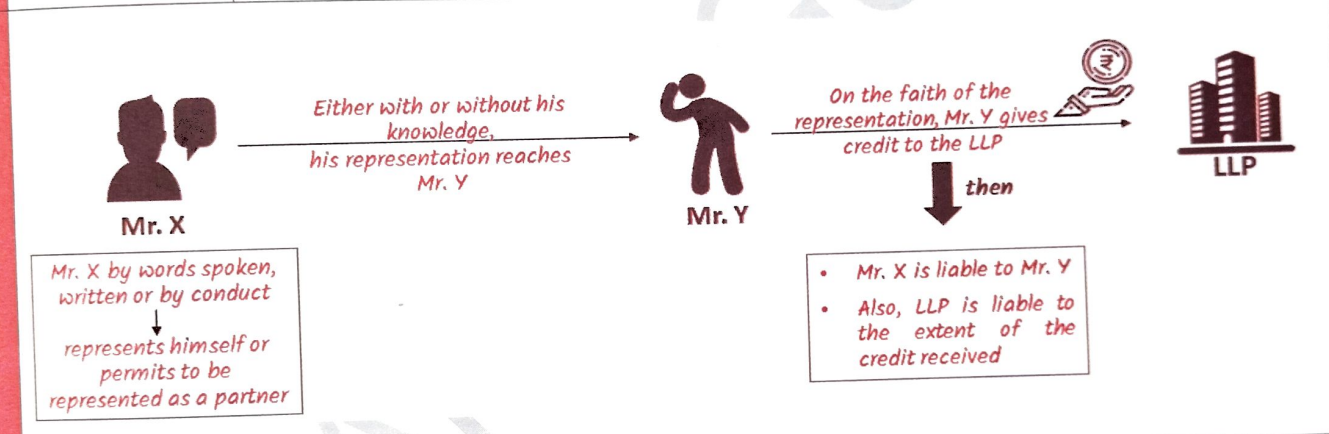 Mr. X
Mr. X by words spoken,
written or by conduct
represents himself or
permits to be
represented as a partner
Either with or without his
knowledge,
his representation reaches
Mr. Y
Mr. Y
On the faith of the
representation, Mr. Y gives
credit to the LLP
₹
LLP
then
• Mr. X is liable to Mr. Y
• Also, LLP is liable to
the extent of the
credit received